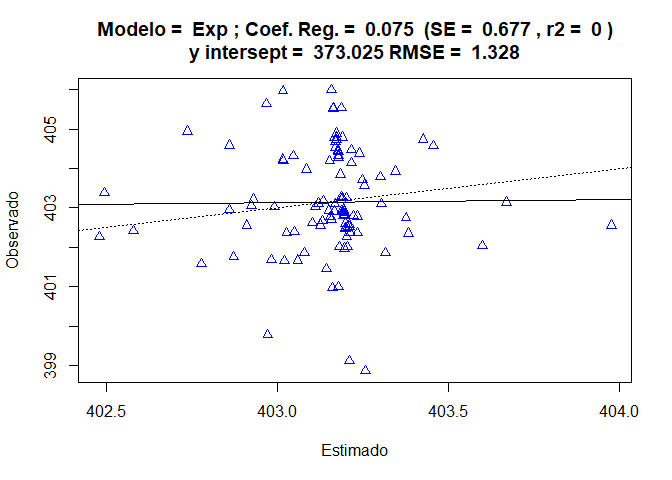 Modelo = Exp ; Coef. Reg. = 0.075 (SE = 0.677 , r2 = 0 )
y intersept = 373.025 RMSE = 1.328
Observado
405
403
401
399
402.5 403.0 403.5 404.0
Estimado